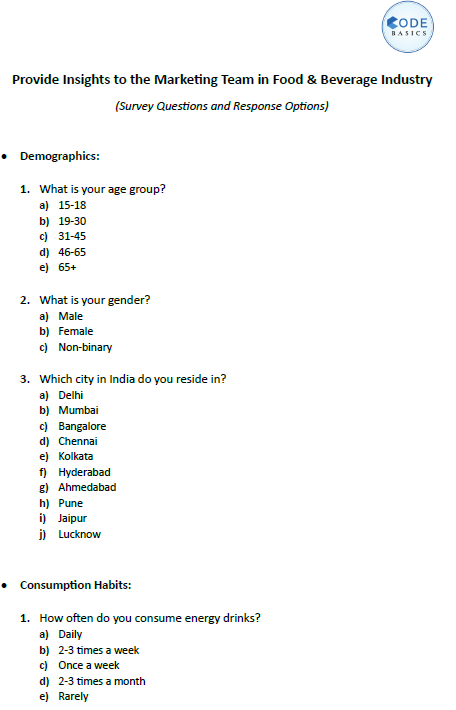 CODE
BASICS
Provide Insights to the Marketing Team in Food & Beverage Industry
(Survey Questions and Response Options)
• Demographics:
1. What is your age group?
a) 15-18
b) 19-30
c) 31-45
d) 46-65
e) 65+
2. What is your gender?
a) Male
b) Female
c) Non-binary
3. Which city in India do you reside in?
a) Delhi
b) Mumbai
c) Bangalore
d) Chennai
e) Kolkata
f) Hyderabad
g) Ahmedabad
h) Pune
i) Jaipur
j) Lucknow
• Consumption Habits:
1. How often do you consume energy drinks?
a) Daily
b) 2-3 times a week
c) Once a week
d) 2-3 times a month
e) Rarely